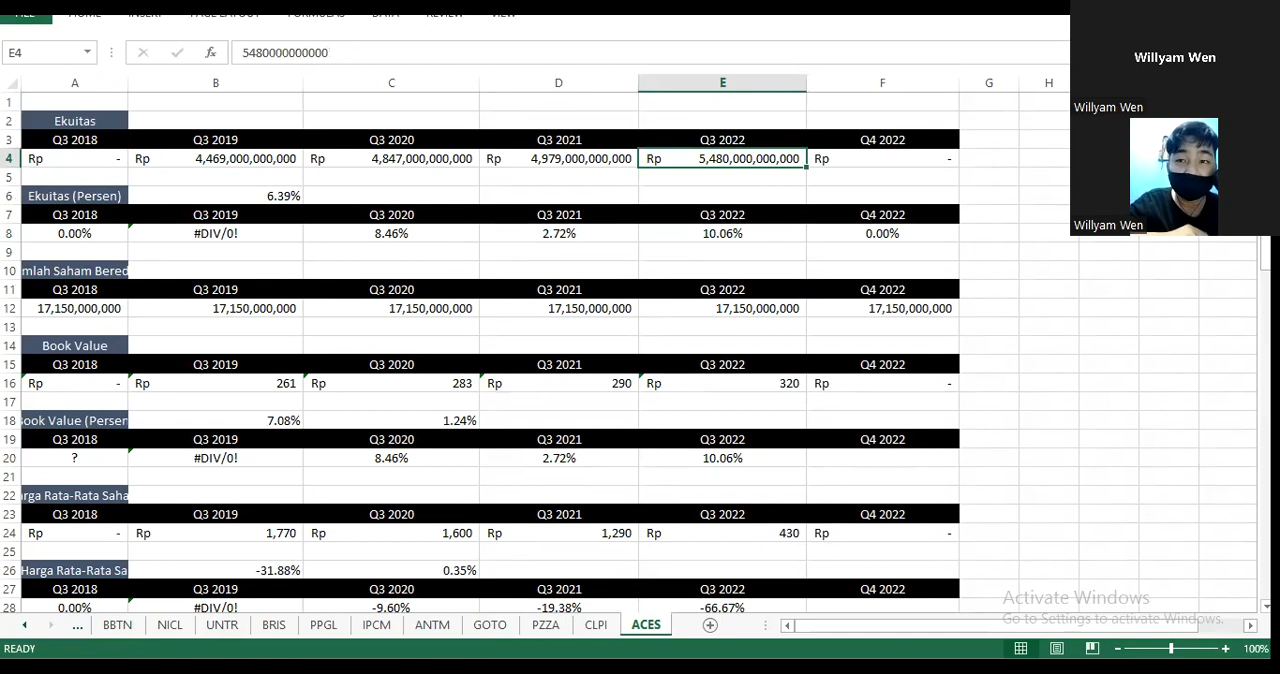 FILE HOME INSERT PAGE LAYOUT FORMULAS DATA REVIEW VIEW
Willyam Wen
E4 fx 5480000000000
A B C D E F G H
Willyam Wen
1
2 Ekuitas
3 Q3 2018 Q3 2019 Q3 2020 Q3 2021 Q3 2022 Q4 2022
4 Rp - Rp 4,469,000,000,000 Rp 4,847,000,000,000 Rp 4,979,000,000,000 Rp 5,480,000,000,000 Rp -
5
6 Ekuitas (Persen) 6.39%
7 Q3 2018 Q3 2019 Q3 2020 Q3 2021 Q3 2022 Q4 2022
Willyam Wen
8 0.00% #DIV/0! 8.46% 2.72% 10.06% 0.00%
9
10 mlah Saham Bered
11 Q3 2018 Q3 2019 Q3 2020 Q3 2021 Q3 2022 Q4 2022
12 17,150,000,000 17,150,000,000 17,150,000,000 17,150,000,000 17,150,000,000 17,150,000,000
13
14 Book Value
15 Q3 2018 Q3 2019 Q3 2020 Q3 2021 Q3 2022 Q4 2022
16 Rp - Rp 261 Rp 283 Rp 290 Rp 320 Rp -
17
18 Book Value (Persen 7.08% 1.24%
19 Q3 2018 Q3 2019 Q3 2020 Q3 2021 Q3 2022 Q4 2022
20 ? #DIV/0! 8.46% 2.72% 10.06%
21
22 arga Rata-Rata Saha
23 Q3 2018 Q3 2019 Q3 2020 Q3 2021 Q3 2022 Q4 2022
24 Rp - Rp 1,770 Rp 1,600 Rp 1,290 Rp 430 Rp -
25
26 Harga Rata-Rata Sa -31.88% 0.35%
27 Q3 2018 Q3 2019 Q3 2020 Q3 2021 Q3 2022 Q4 2022
28 0.00% #DIV/0! -9.60% -19.38% -66.67%
Activate Windows
Go to Settings to activate Windows.
... BBTN NICL UNTR BRIS PPGL IPCM ANTM GOTO PZZA CLPI ACES
READY 100%